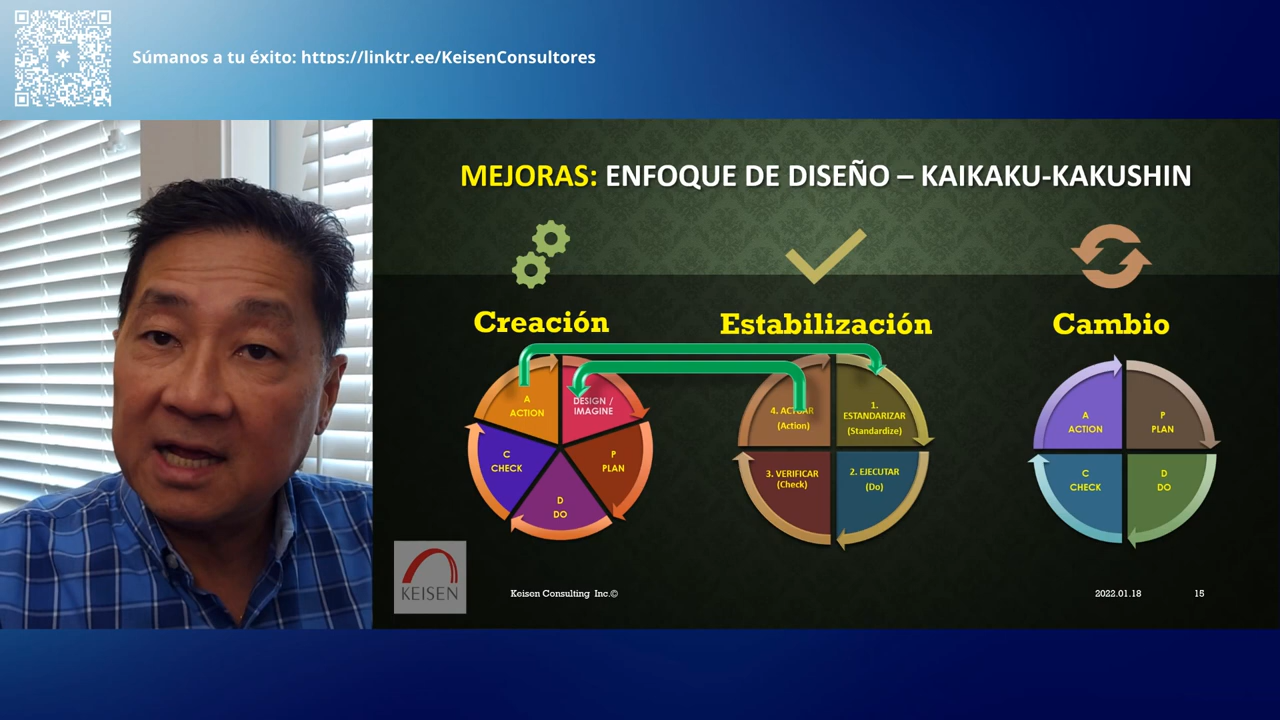 Súmanos a tu éxito: https://linktr.ee/KeisenConsultores
MEJORAS: ENFOQUE DE DISEÑO – KAIKAKU-KAKUSHIN
Creación
Estabilización
Cambio
A
ACTION
DESIGN /
IMAGINE
P
PLAN
D
DO
C
CHECK
4. ACTUAR
(Action)
1.
ESTANDARIZAR
(Standardize)
2. EJECUTAR
(Do)
3. VERIFICAR
(Check)
A
ACTION
P
PLAN
D
DO
C
CHECK
KEISEN
Keisen Consulting Inc.©
2022.01.18
15